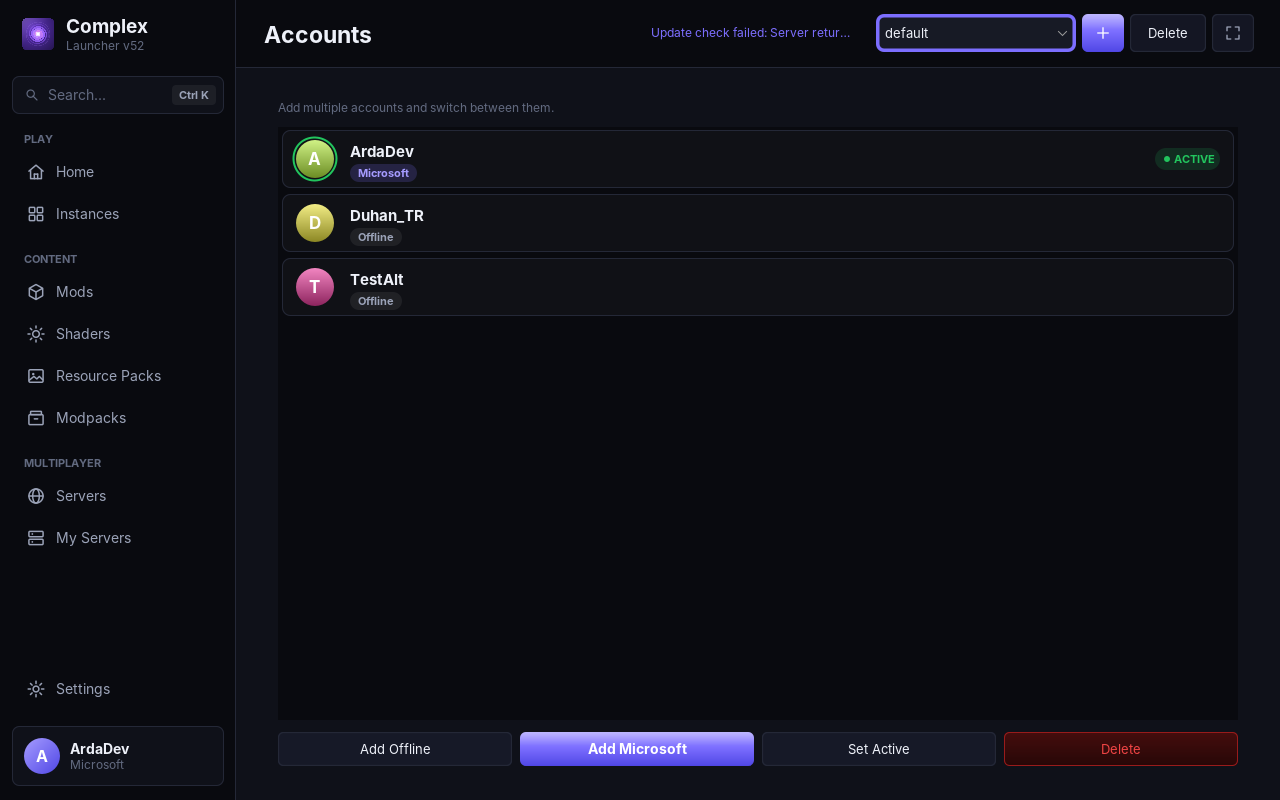 Complex
Launcher v52
Search...
Ctrl K
PLAY
Home
Instances
CONTENT
Mods
Shaders
Resource Packs
Modpacks
MULTIPLAYER
Servers
My Servers
Settings
A
ArdaDev
Microsoft
Accounts
Update check failed: Server retur...
default
Delete
Add multiple accounts and switch between them.
A
ArdaDev
Microsoft
ACTIVE
D
Duhan_TR
Offline
T
TestAlt
Offline
Add Offline
Add Microsoft
Set Active
Delete